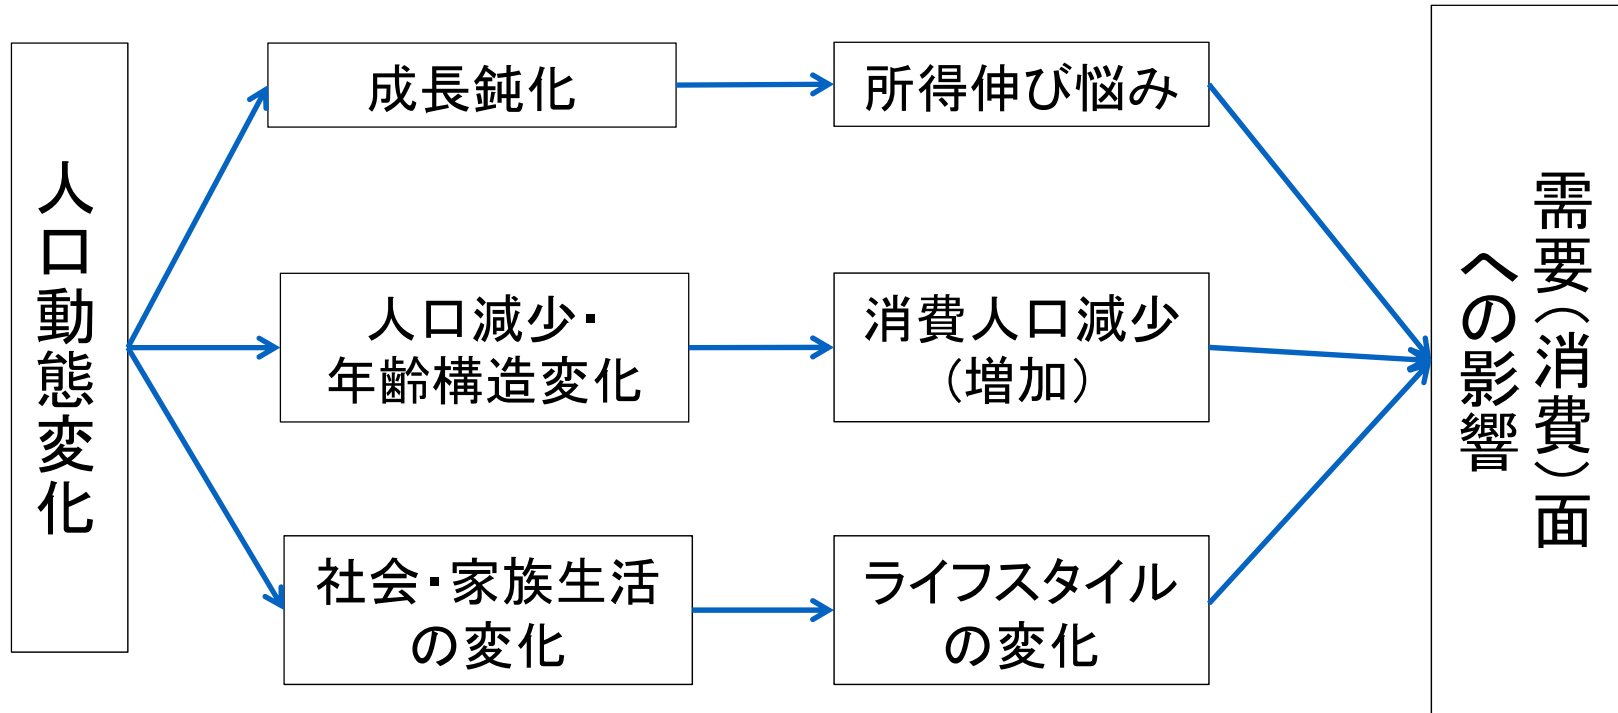 人口動態変化
成長鈍化
所得伸び悩み
人口減少・
年齢構造変化
消費人口減少
（増加）
社会・家族生活
の変化
ライフスタイル
の変化
需要（消費）面
への影響